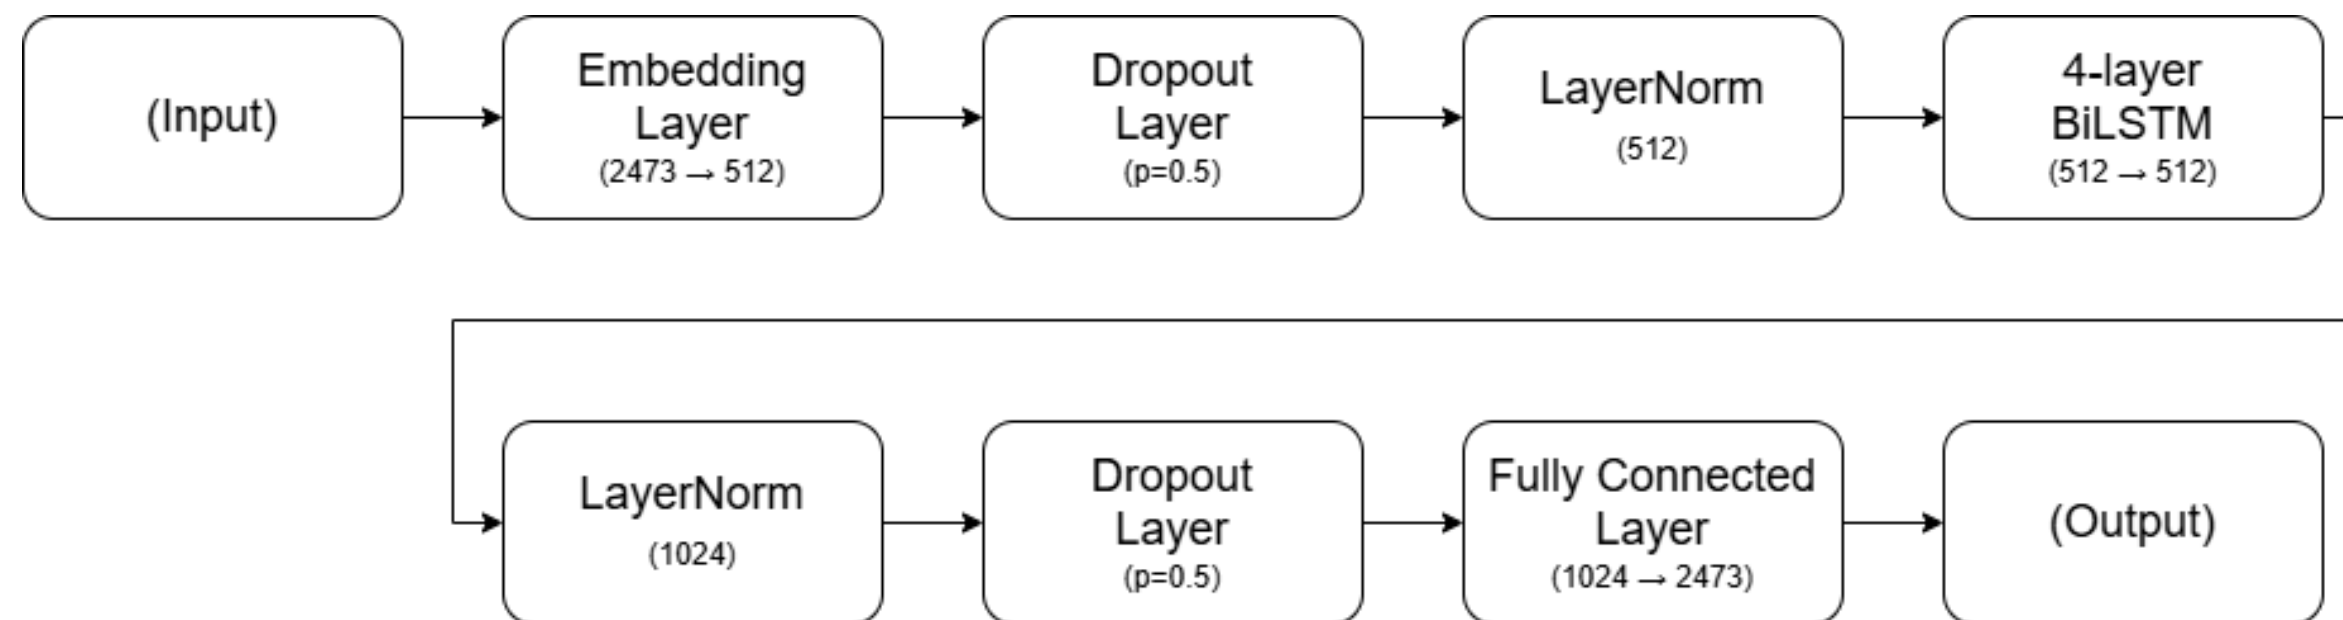 (Input)
Embedding
Layer
(2473 → 512)
Dropout
Layer
(p=0.5)
LayerNorm
(512)
4-layer
BiLSTM
(512 → 512)
LayerNorm
(1024)
Dropout
Layer
(p=0.5)
Fully Connected
Layer
(1024 → 2473)
(Output)